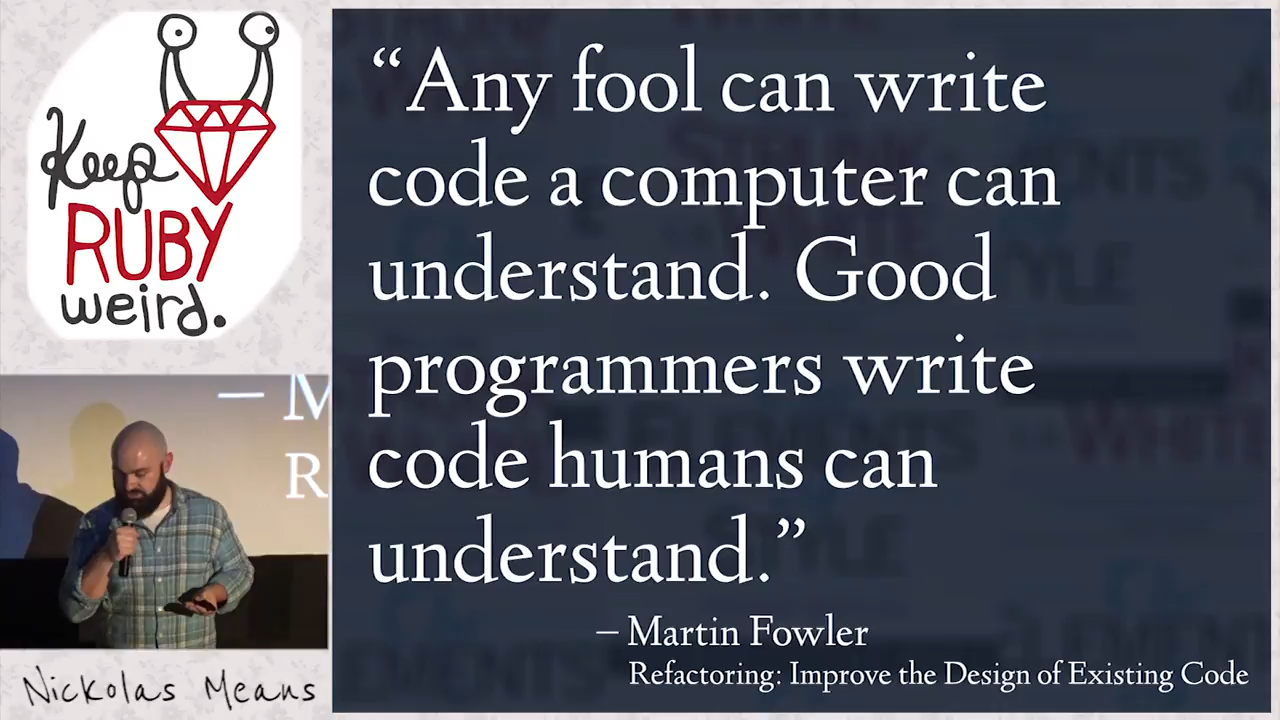 Keep
RUBY
weird.
“Any fool can write
code a computer can
understand. Good
programmers write
code humans can
understand.”
– Martin Fowler
Refactoring: Improve the Design of Existing Code
– M
R
Nickolas Means